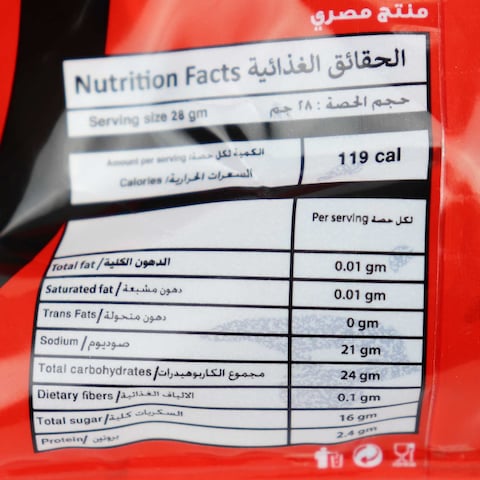 منتج مصري
Nutrition Facts الحقائق الغذائية
Serving size 28 gm حجم الحصة : ٢٨ جم
Amount per serving/الكمية لكل حصة
Calories/السعرات الحرارية 119 cal
Per serving لكل حصة
Total fat/الدهون الكلية 0.01 gm
Saturated fat/دهون مشبعة 0.01 gm
Trans Fats/دهون متحولة 0 gm
Sodium/صوديوم 21 gm
Total carbohydrates/مجموع الكاربوهيدرات 24 gm
Dietary fibers/الالياف الغذائية 0.1 gm
Total sugar/السكريات كلية 16 gm
Protein/بروتين 2.4 gm